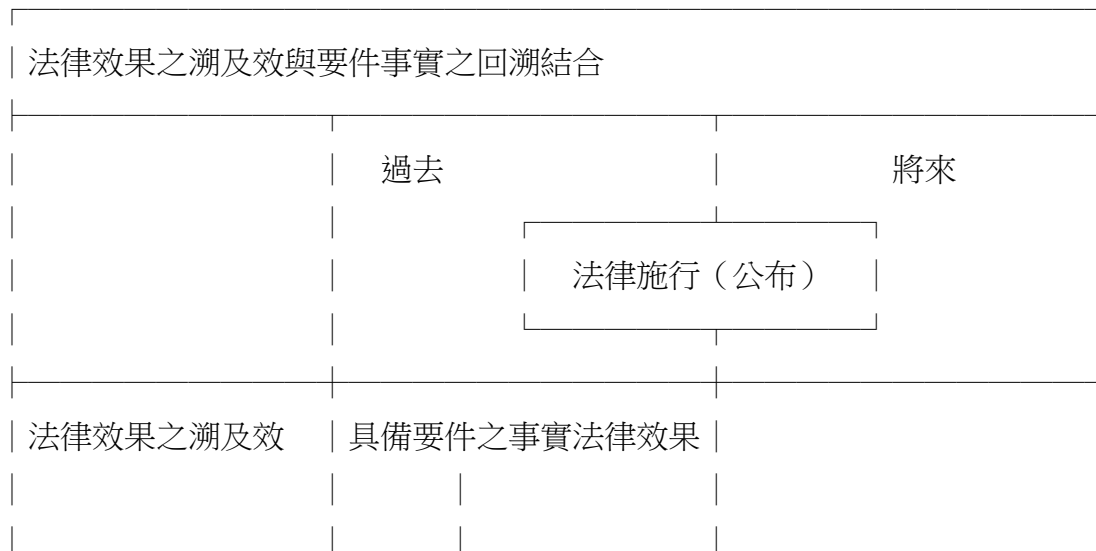 法律效果之溯及效與要件事實之回溯結合
過去 將來
法律施行（公布）
法律效果之溯及效 具備要件之事實法律效果